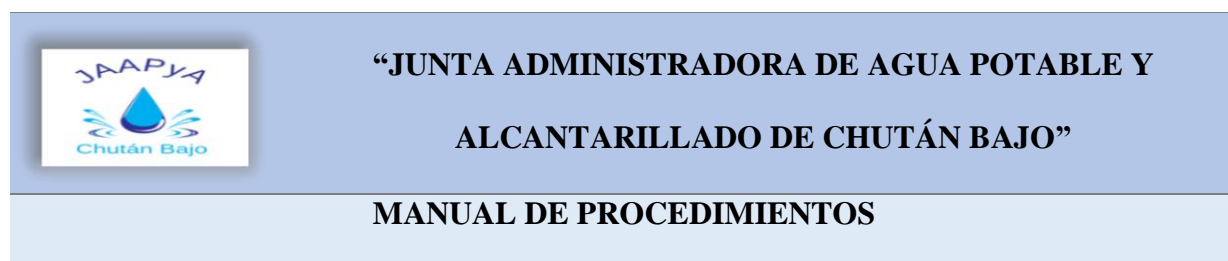 JAAPyA
Chután Bajo
“JUNTA ADMINISTRADORA DE AGUA POTABLE Y
ALCANTARILLADO DE CHUTÁN BAJO”
MANUAL DE PROCEDIMIENTOS